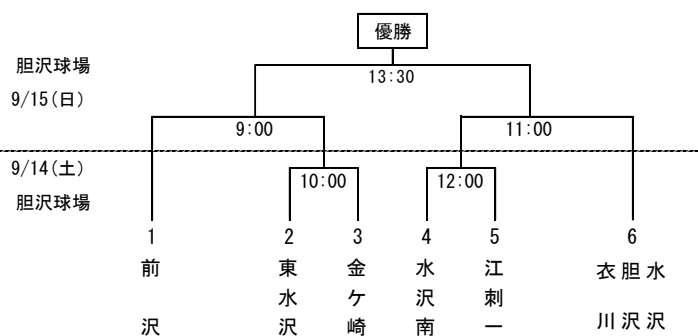 優勝
胆沢球場
13:30
9/15(日)
9:00
11:00
9/14(土)
10:00
12:00
胆沢球場
1
2
3
4
5
6
前沢
東水沢
金ケ崎
水沢南
江刺一
衣川
胆沢
水沢